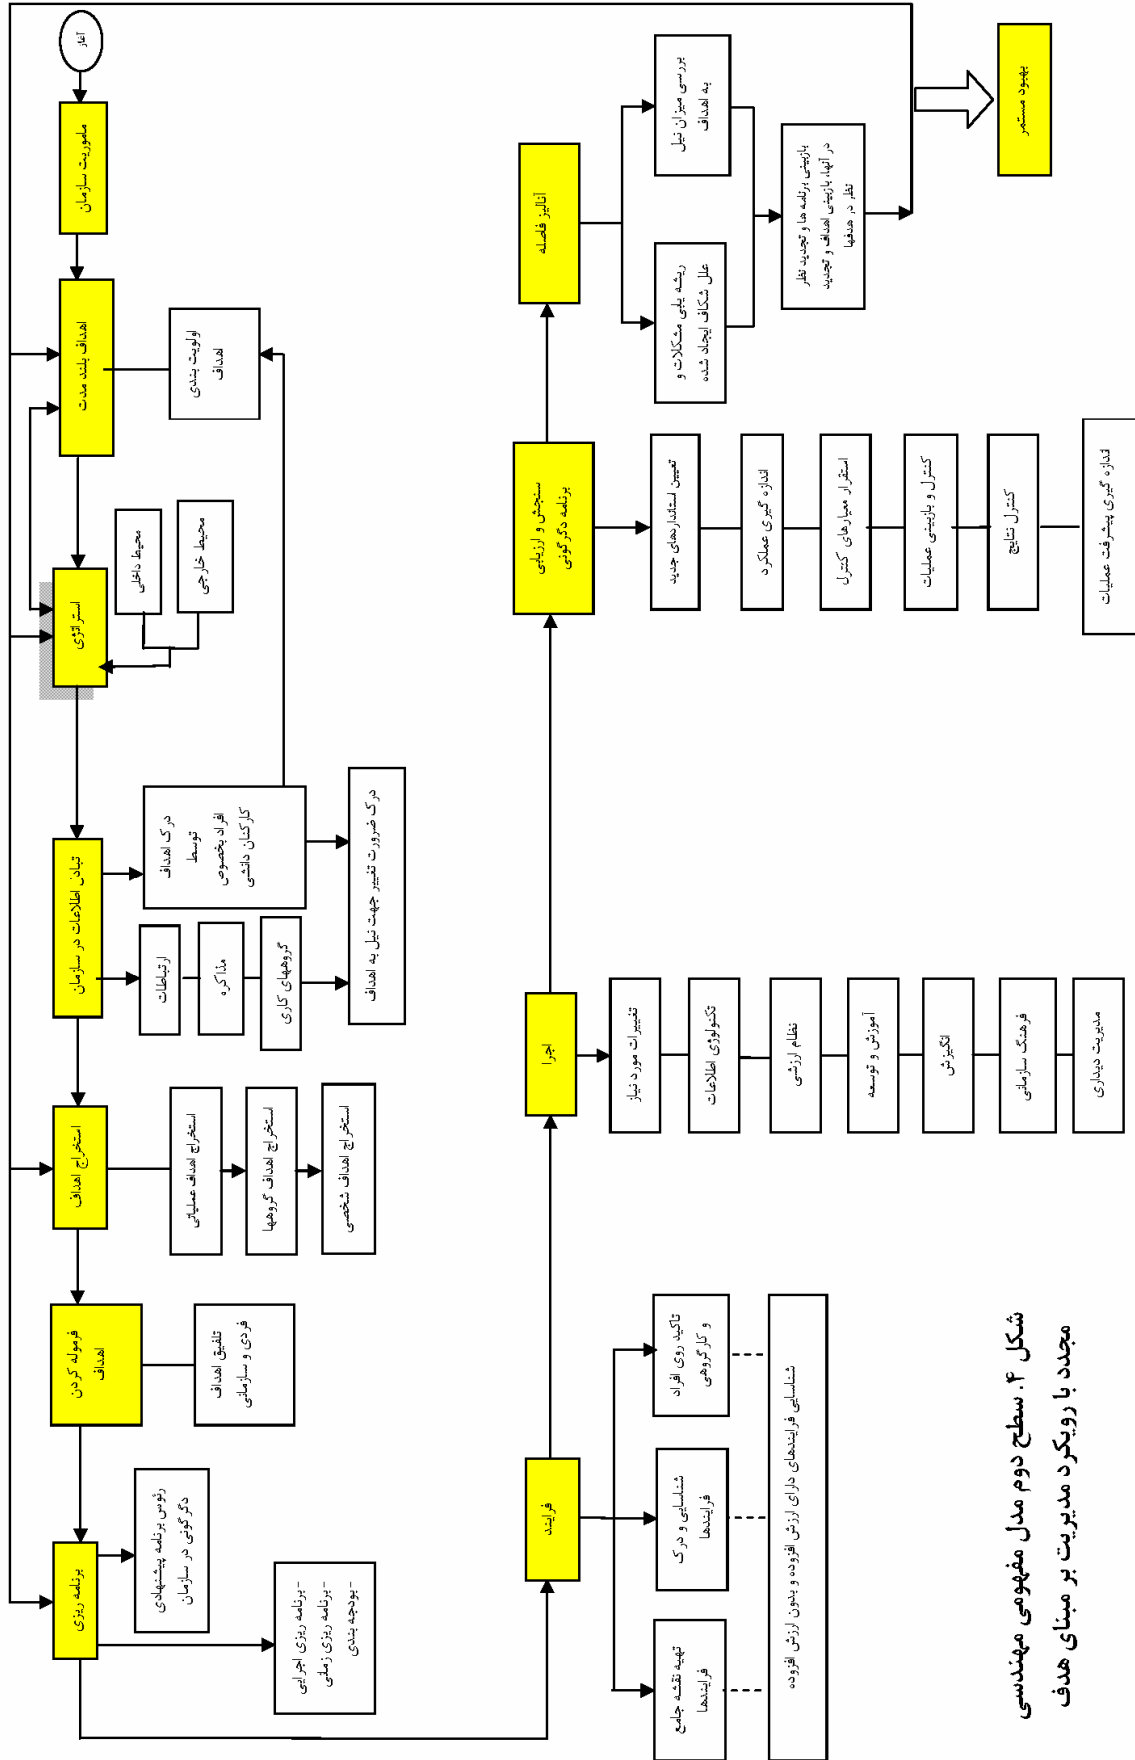 آغاز
ماموریت سازمان
اهداف بلند مدت
اولویت بندی
اهداف
استراتژی
محیط داخلی
محیط خارجی
تبادل اطلاعات در سازمان
درک اهداف
توسط
افراد بخصوص
کارکنان دانشی
ارتباطات
مذاکره
گروههای کاری
درک ضرورت تغییر جهت نیل به اهداف
استخراج اهداف
استخراج اهداف عملیاتی
استخراج اهداف گروهها
استخراج اهداف شخصی
فرموله کردن
اهداف
تلفیق اهداف
فردی و سازمانی
برنامه ریزی
رئوس برنامه پیشنهادی
دگرگونی در سازمان
-برنامه ریزی اجرایی
-برنامه ریزی زمانی
-بودجه بندی
فرایند
تاکید روی افراد
و کارگروهی
شناسایی و درک
فرایندها
تهیه نقشه جامع
فرایندها
شناسایی فرایندهای دارای ارزش افزوده و بدون ارزش افزوده
اجرا
تغییرات مورد نیاز
تکنولوژی اطلاعات
نظام ارزشی
آموزش و توسعه
انگیزش
فرهنگ سازمانی
مدیریت دیداری
سنجش و ارزیابی
برنامه دگرگونی
تعیین استانداردهای جدید
اندازه گیری عملکرد
استقرار معیارهای کنترل
کنترل و بازبینی عملیات
کنترل نتایج
اندازه گیری پیشرفت عملیات
آنالیز فاصله
بررسی میزان نیل
به اهداف
ریشه یابی مشکلات و
علل شکاف ایجاد شده
بازبینی برنامه ها و تجدید نظر
در آنها، بازبینی اهداف و تجدید
نظر در هدفها
بهبود مستمر
شکل ۴. سطح دوم مدل مفهومی مهندسی
مجدد با رویکرد مدیریت بر مبنای هدف